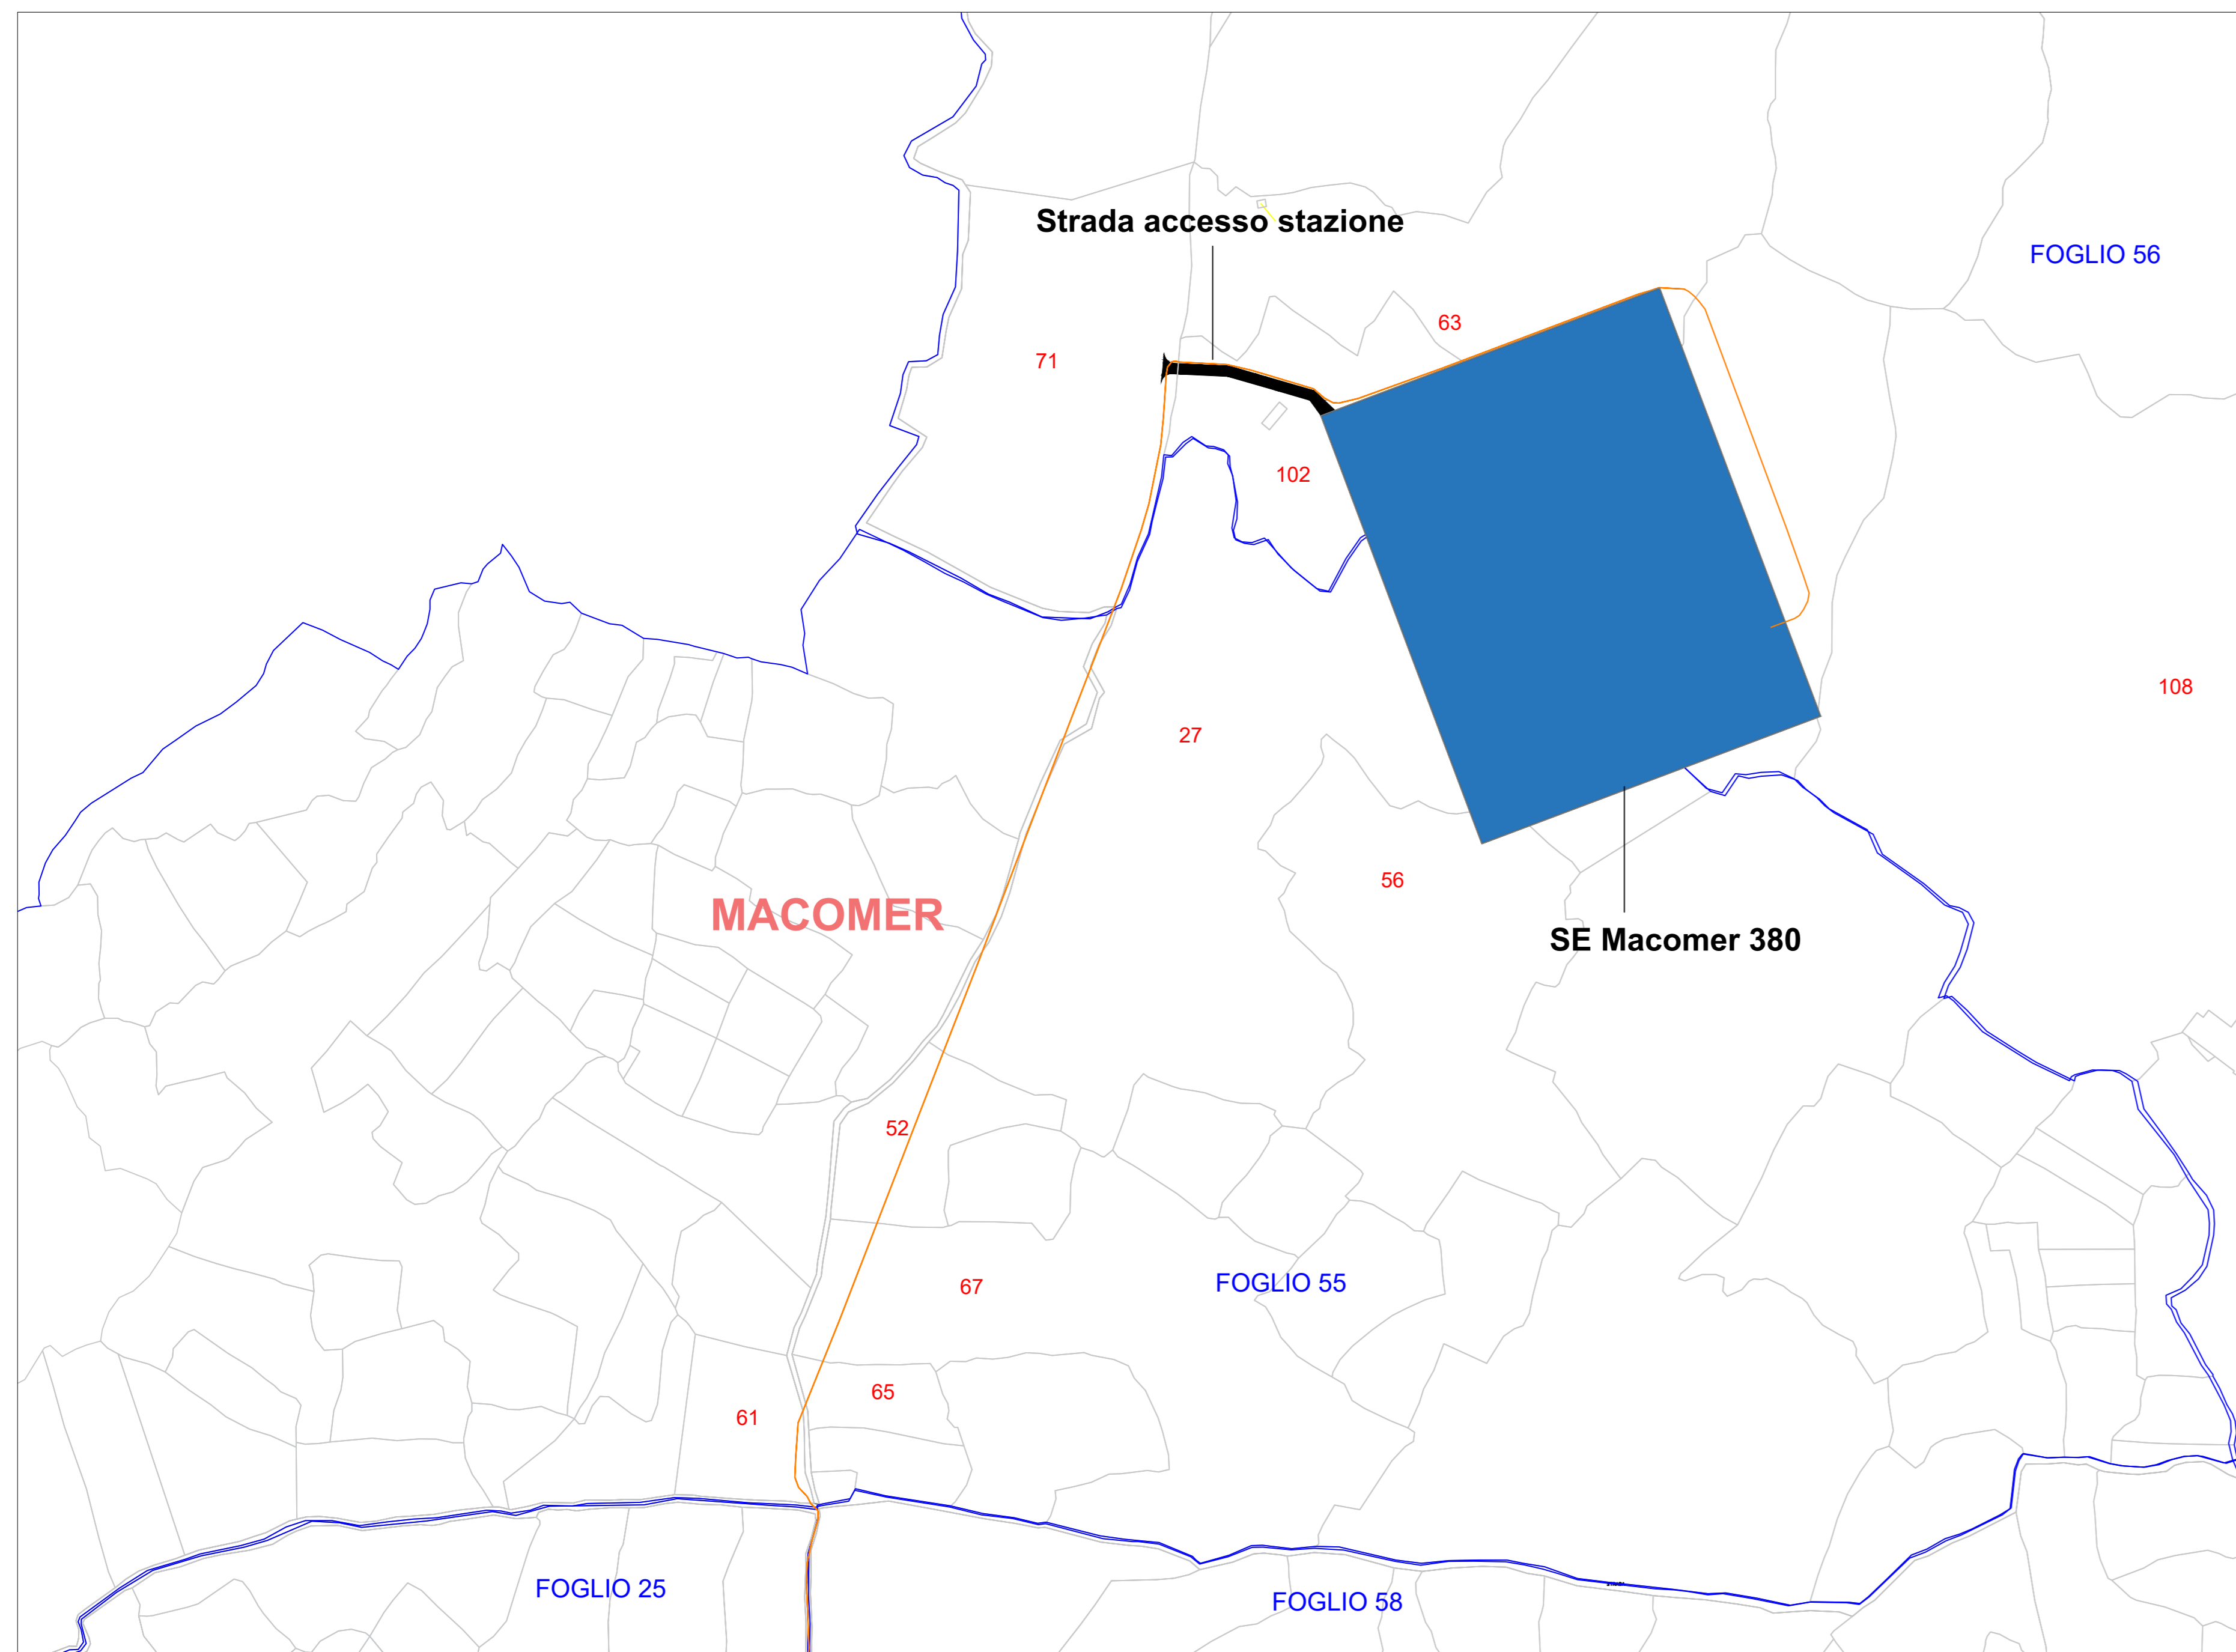 Strada accesso stazione
FOGLIO 56
63
71
102
108
27
56
MACOMER
SE Macomer 380
52
67
FOGLIO 55
65
61
FOGLIO 25
FOGLIO 58